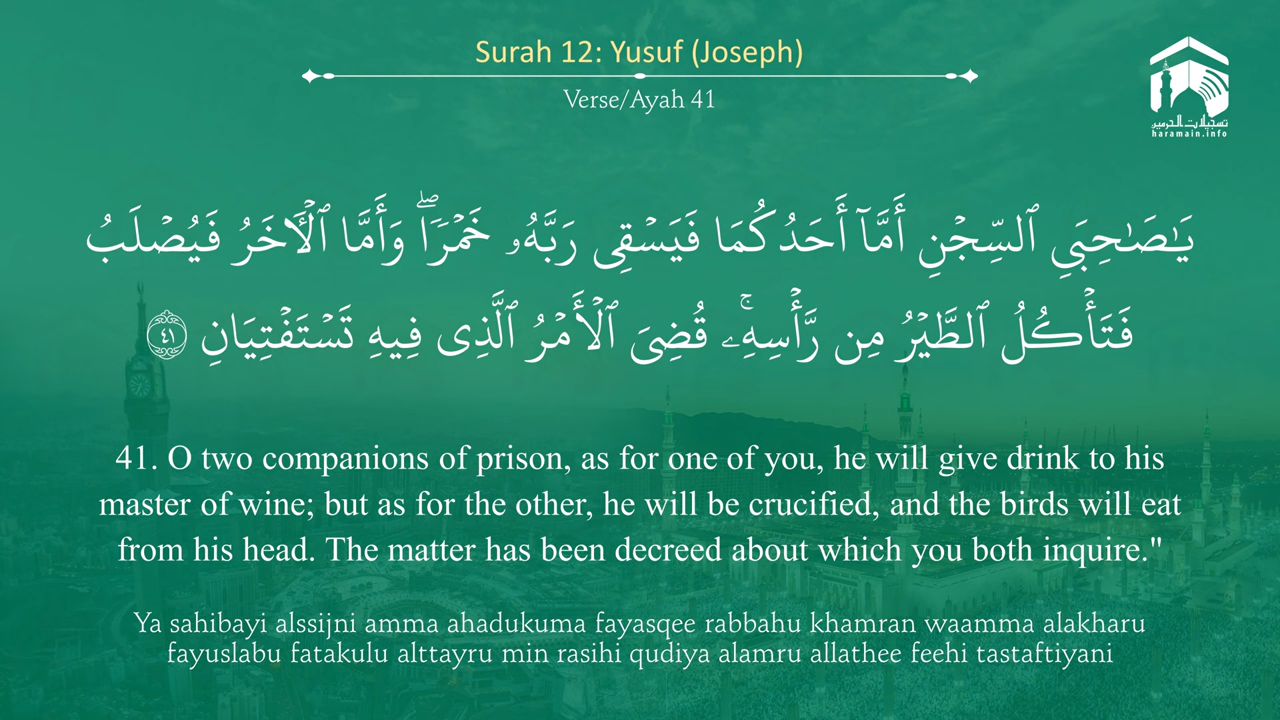 Surah 12: Yusuf (Joseph)
Verse/Ayah 41
تسجيلات الحرمين
haramain.info
يَـٰصَـٰحِبَىِ ٱلسِّجْنِ أَمَّآ أَحَدُكُمَا فَيَسْقِى رَبَّهُۥ خَمْرًۭا ۖ وَأَمَّا ٱلْـَٔاخَرُ فَيُصْلَبُ
فَتَأْكُلُ ٱلطَّيْرُ مِن رَّأْسِهِۦ ۚ قُضِىَ ٱلْأَمْرُ ٱلَّذِى فِيهِ تَسْتَفْتِيَانِ ٤١
41. O two companions of prison, as for one of you, he will give drink to his
master of wine; but as for the other, he will be crucified, and the birds will eat
from his head. The matter has been decreed about which you both inquire."
Ya sahibayi alssijni amma ahadukuma fayasqee rabbahu khamran waamma alakharu
fayuslabu fatakulu alttayru min rasihi qudiya alamru allathee feehi tastaftiyani